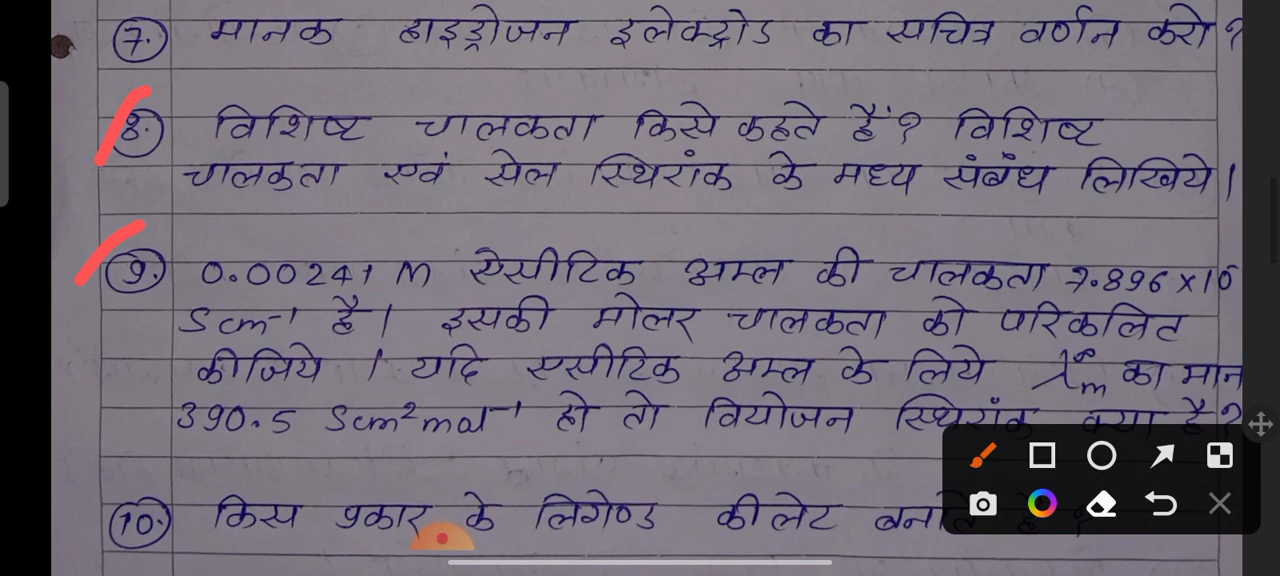 7. मानक हाइड्रोजन इलेक्ट्रोड का सचित्र वर्णन करो?
8. विशिष्ट चालकता किसे कहते हैं? विशिष्ट
चालकता एवं सेल स्थिरांक के मध्य संबंध लिखिये।
9. 0.00241 M ऐसीटिक अम्ल की चालकता 7.896 × 10
S cm⁻¹ है। इसकी मोलर चालकता को परिकलित
कीजिये। यदि एसीटिक अम्ल के लिये λ°m का मान
390.5 S cm² mol⁻¹ हो तो वियोजन स्थिरांक क्या है?
10. किस प्रकार के लिगेण्ड कीलेट बनाते